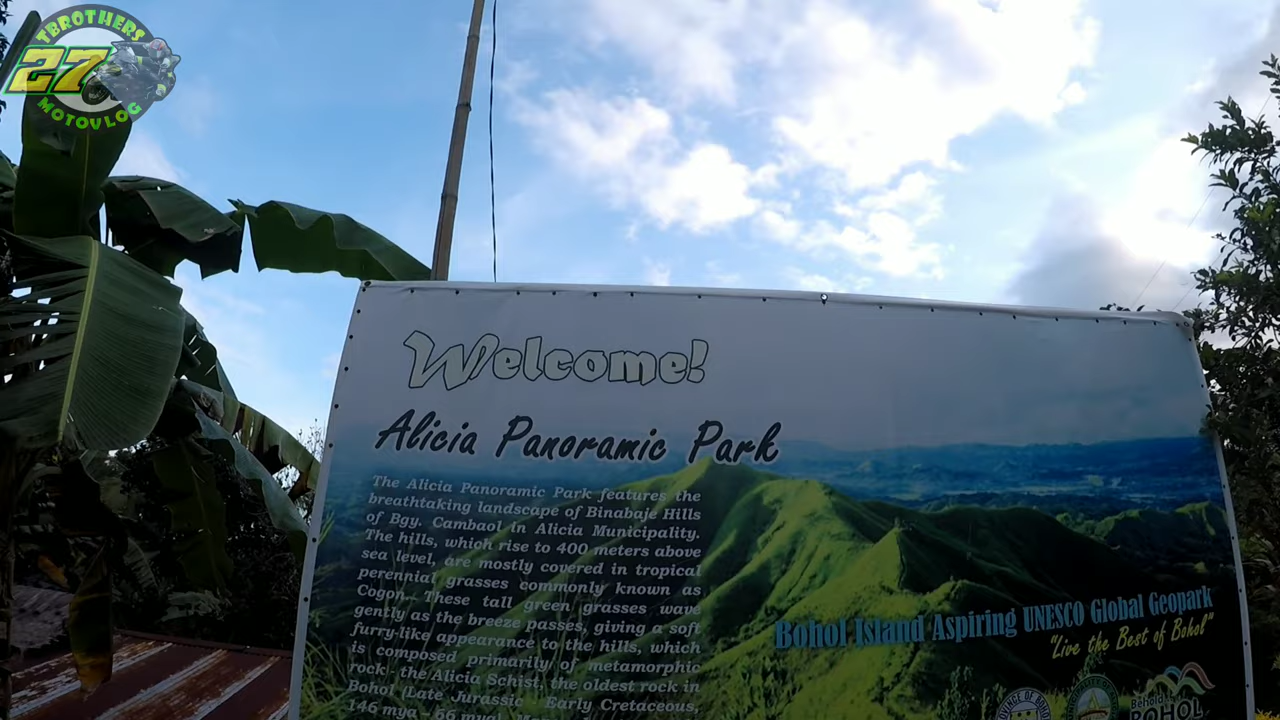 TBROTHERS
27
MOTOVLOG
Welcome!
Alicia Panoramic Park
The Alicia Panoramic Park features the
breathtaking landscape of Binabaje Hills
of Bgy. Cambaol in Alicia Municipality.
The hills, which rise to 400 meters above
sea level, are mostly covered in tropical
perennial grasses commonly known as
Cogon. These tall green grasses wave
gently as the breeze passes, giving a soft
furry-like appearance to the hills, which
is composed primarily of metamorphic
rock- the Alicia Schist, the oldest rock in
Bohol (Late Jurassic - Early Cretaceous,
146 mya - 66 mya).
Bohol Island Aspiring UNESCO Global Geopark
"Live the Best of Bohol"
Behold
BOHOL